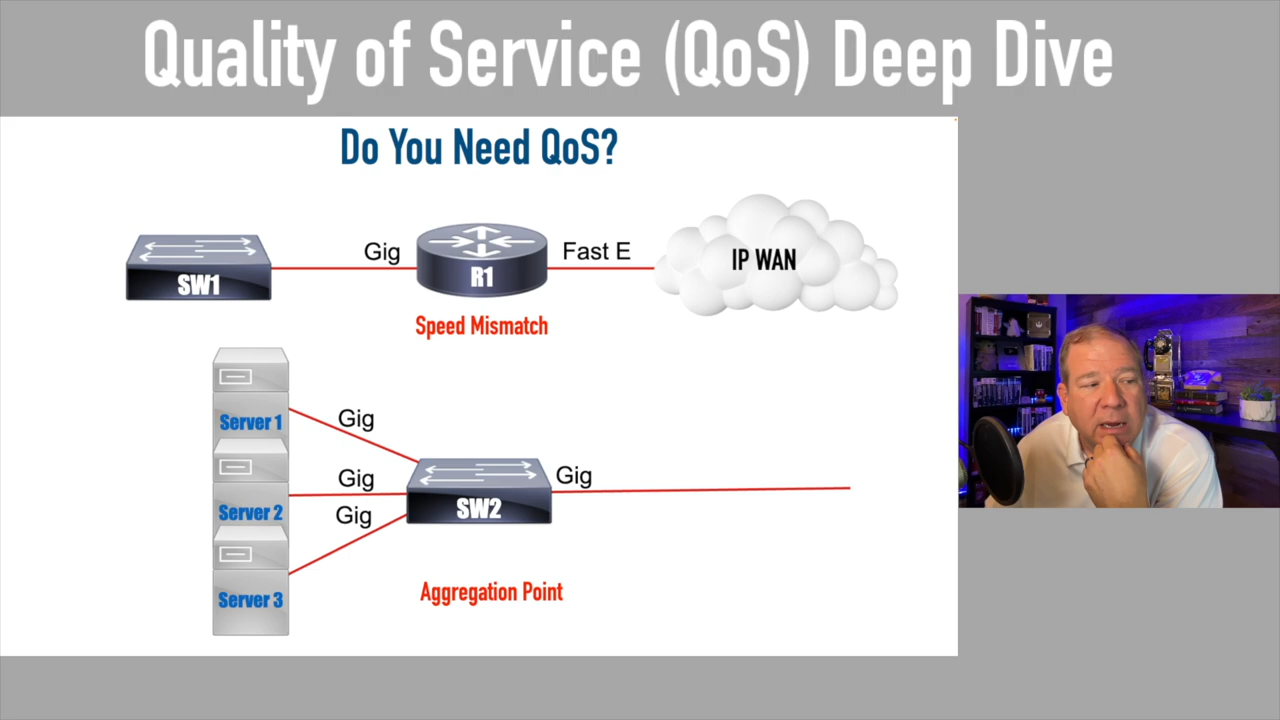 Quality of Service (QoS) Deep Dive
Do You Need QoS?
Gig
Fast E
SW1
R1
IP WAN
Speed Mismatch
Server 1
Gig
Server 2
Gig
Gig
SW2
Gig
Server 3
Aggregation Point